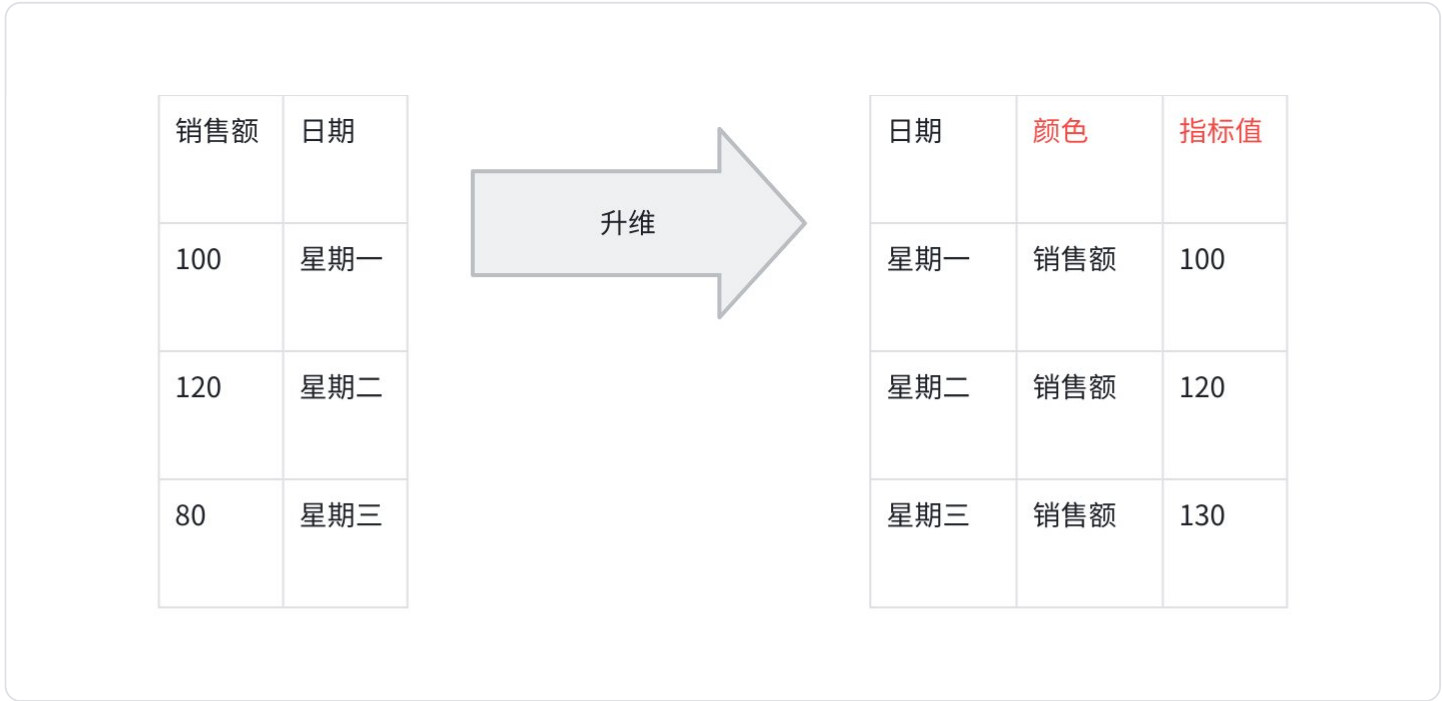 销售额 日期
100 星期一
120 星期二
80 星期三
升维
日期 颜色 指标值
星期一 销售额 100
星期二 销售额 120
星期三 销售额 130